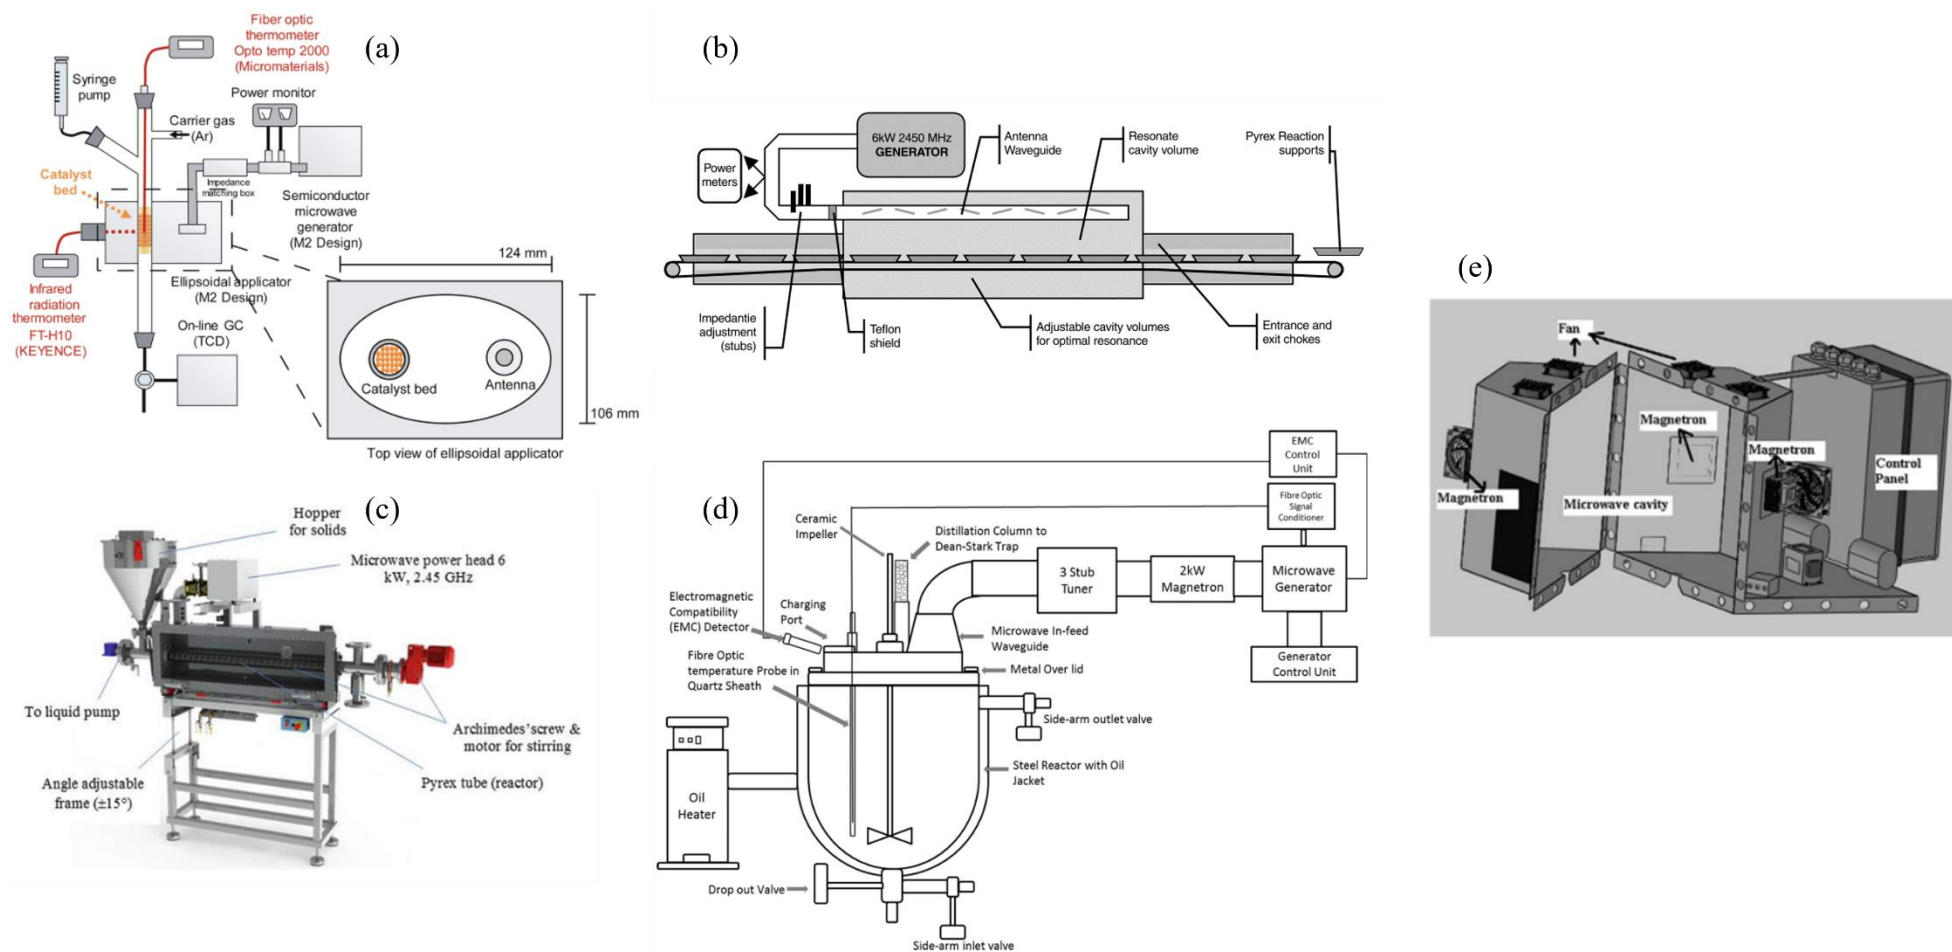 (a)
Fiber optic
thermometer
Opto temp 2000
(Micromaterials)
Syringe
pump
Power monitor
Carrier gas
(Ar)
Catalyst
bed
Impedance
matching box
Semiconductor
microwave
generator
(M2 Design)
Ellipsoidal applicator
(M2 Design)
Infrared
radiation
thermometer
FT-H10
(KEYENCE)
On-line GC
(TCD)
124 mm
Catalyst bed
Antenna
106 mm
Top view of ellipsoidal applicator
(b)
6kW 2450 MHz
GENERATOR
Antenna
Waveguide
Resonate
cavity volume
Pyrex Reaction
supports
Power
meters
Impedantie
adjustment
(stubs)
Teflon
shield
Adjustable cavity volumes
for optimal resonance
Entrance and
exit chokes
(c)
Hopper
for solids
Microwave power head 6
kW, 2.45 GHz
To liquid pump
Archimedes'screw &
motor for stirring
Angle adjustable
frame (±15°)
Pyrex tube (reactor)
(d)
EMC
Control
Unit
Fibre Optic
Signal
Conditioner
Ceramic
Impeller
Distillation Column to
Dean-Stark Trap
3 Stub
Tuner
2kW
Magnetron
Microwave
Generator
Electromagnetic
Compatibility
(EMC) Detector
Charging
Port
Microwave In-feed
Waveguide
Generator
Control Unit
Fibre Optic
temperature Probe in
Quartz Sheath
Metal Over lid
Side-arm outlet valve
Steel Reactor with Oil
Jacket
Oil
Heater
Drop out Valve
Side-arm inlet valve
(e)
Fan
Magnetron
Magnetron
Control
Panel
Magnetron
Microwave cavity